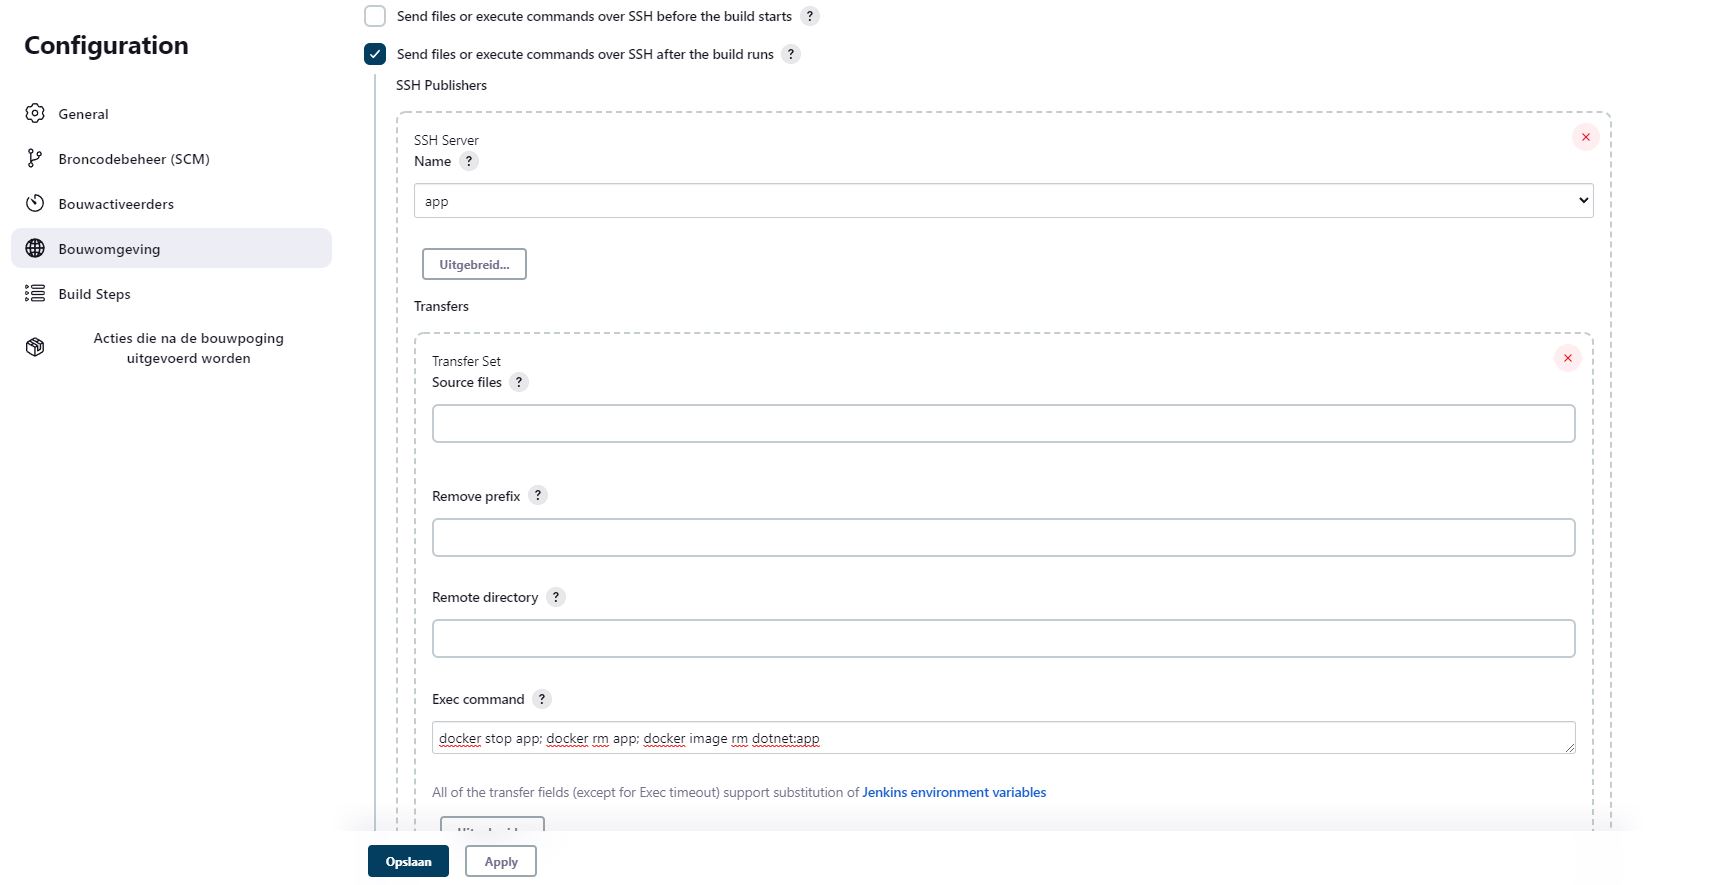 Configuration
General
Broncodebeheer (SCM)
Bouwactiveerders
Bouwomgeving
Build Steps
Acties die na de bouwpoging
uitgevoerd worden
Send files or execute commands over SSH before the build starts ?
Send files or execute commands over SSH after the build runs ?
SSH Publishers
SSH Server
Name ?
app
Uitgebreid...
Transfers
Transfer Set
Source files ?
Remove prefix ?
Remote directory ?
Exec command ?
docker stop app; docker rm app; docker image rm dotnet:app
All of the transfer fields (except for Exec timeout) support substitution of Jenkins environment variables
Opslaan
Apply